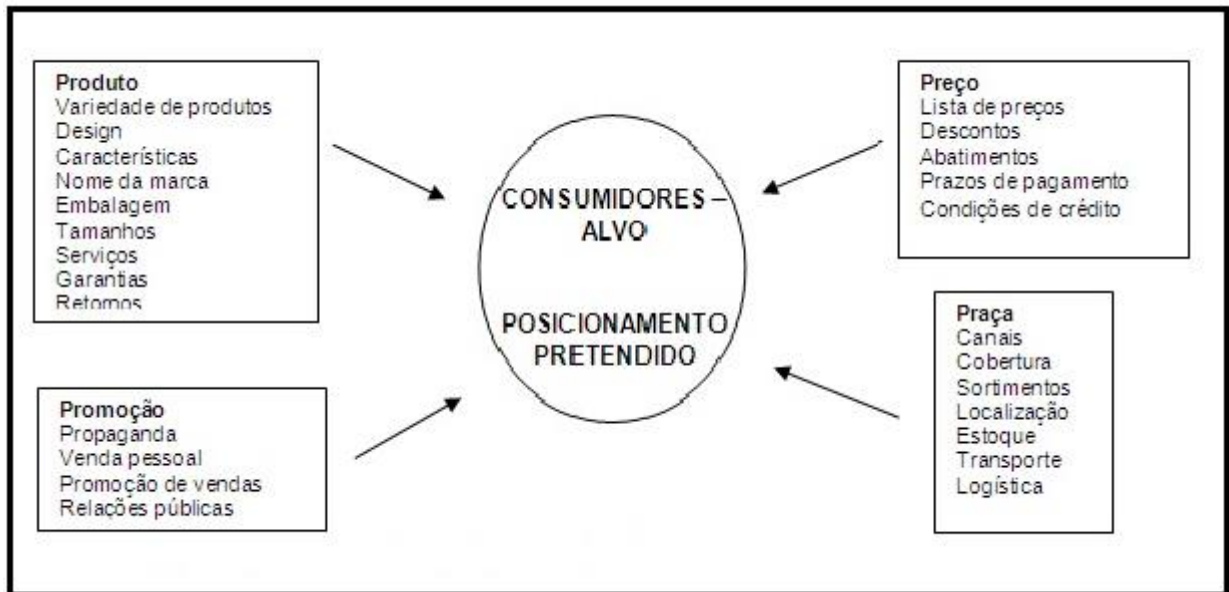 Produto
Variedade de produtos
Design
Características
Nome da marca
Embalagem
Tamanhos
Serviços
Garantias
Retornos
Promoção
Propaganda
Venda pessoal
Promoção de vendas
Relações públicas
CONSUMIDORES –
ALVO
POSICIONAMENTO
PRETENDIDO
Preço
Lista de preços
Descontos
Abatimentos
Prazos de pagamento
Condições de crédito
Praça
Canais
Cobertura
Sortimentos
Localização
Estoque
Transporte
Logística